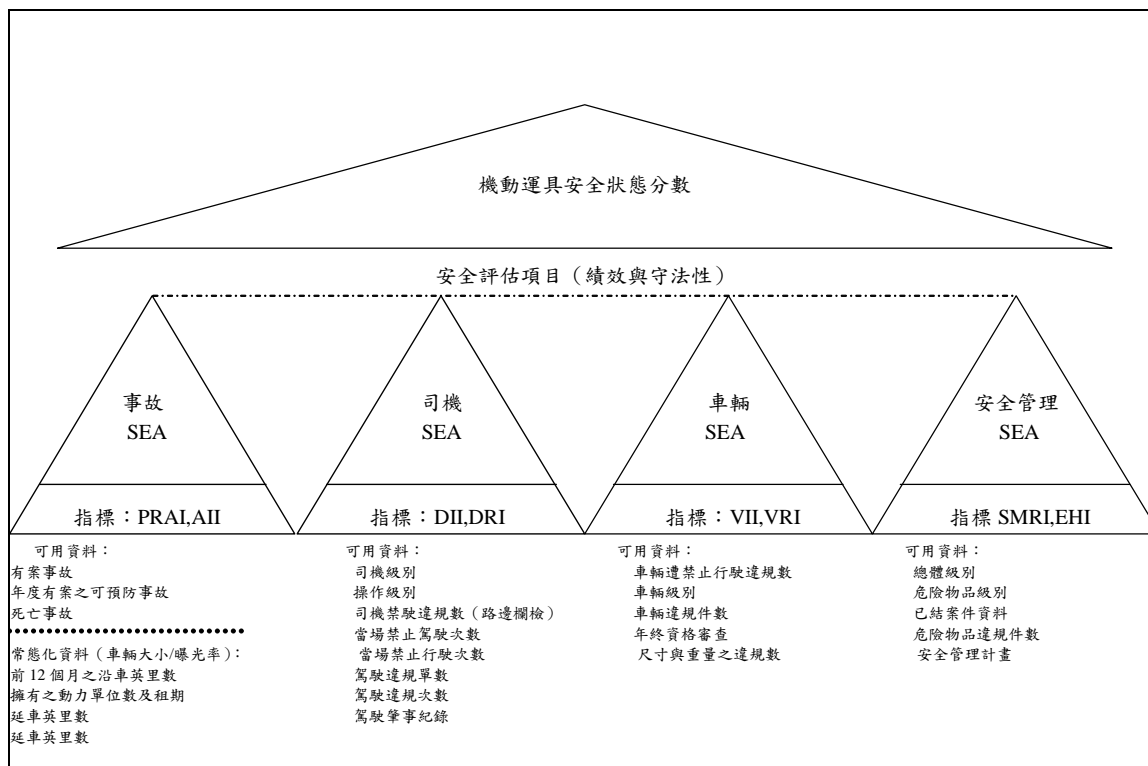 機動運具安全狀態分數
安全評估項目（績效與守法性）
事故
SEA
司機
SEA
車輛
SEA
安全管理
SEA
指標：PRAI,AII
指標：DII,DRI
指標：VII,VRI
指標 SMRI,EHI
可用資料：
有案事故
年度有案之可預防事故
死亡事故
常態化資料（車輛大小/曝光率）：
前 12 個月之沿車英里數
擁有之動力單位數及租期
延車英里數
延車英里數
可用資料：
司機級別
操作級別
司機禁駛違規數（路邊欄檢）
當場禁止駕駛次數
當場禁止行駛次數
駕駛違規單數
駕駛違規次數
駕駛肇事紀錄
可用資料：
車輛遭禁止行駛違規數
車輛級別
車輛違規件數
年終資格審查
尺寸與重量之違規數
可用資料：
總體級別
危險物品級別
已結案件資料
危險物品違規件數
安全管理計畫